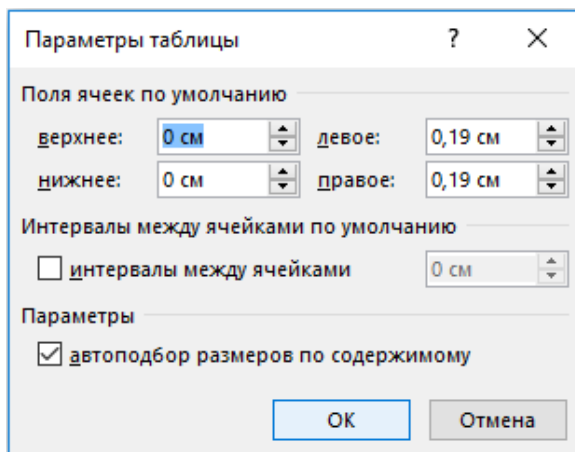 Параметры таблицы ?
Поля ячеек по умолчанию
верхнее: 0 см левое: 0,19 см
нижнее: 0 см правое: 0,19 см
Интервалы между ячейками по умолчанию
интервалы между ячейками 0 см
Параметры
автоподбор размеров по содержимому
ОК Отмена